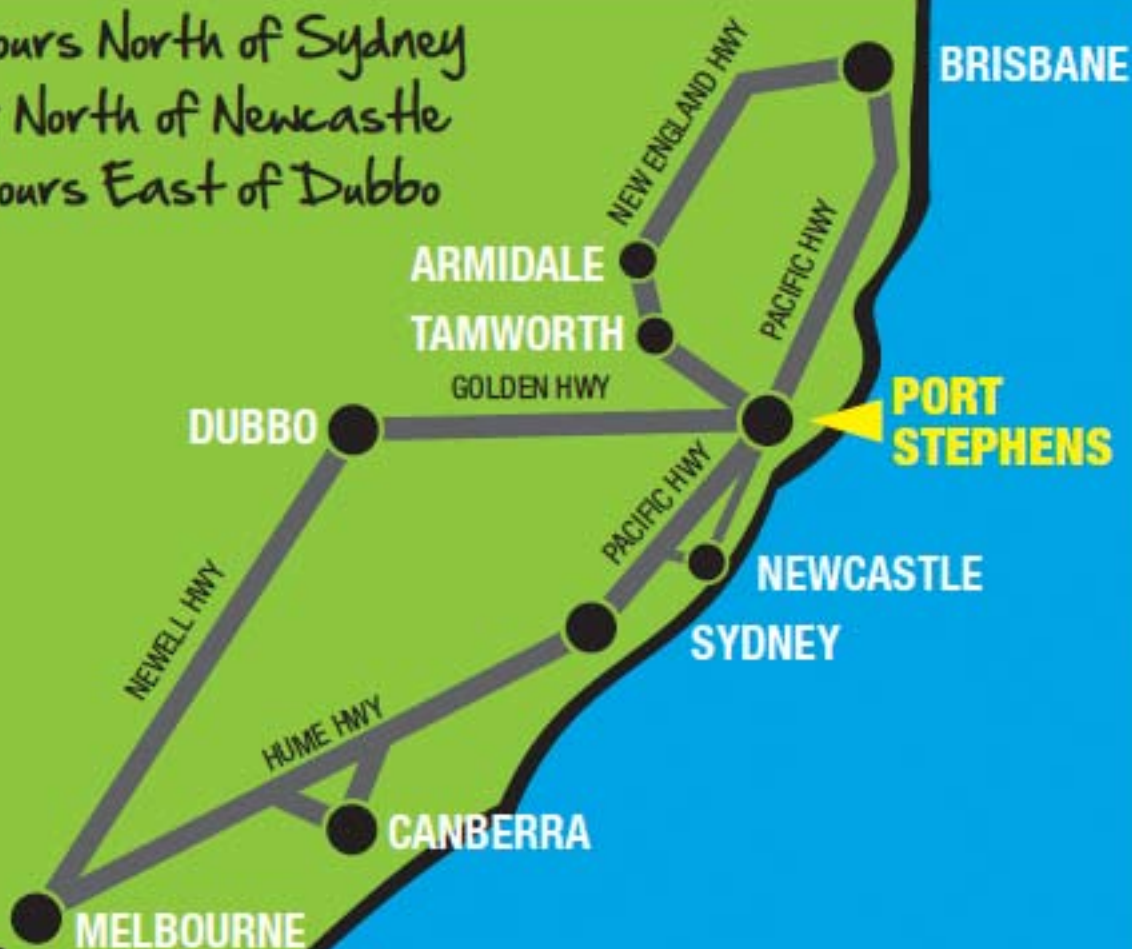 ours North of Sydney
North of Newcastle
ours East of Dubbo
BRISBANE
NEW ENGLAND HWY
ARMIDALE
PACIFIC HWY
TAMWORTH
GOLDEN HWY
DUBBO
PORT
STEPHENS
PACIFIC HWY
NEWCASTLE
SYDNEY
NEWELL HWY
HUME HWY
CANBERRA
MELBOURNE